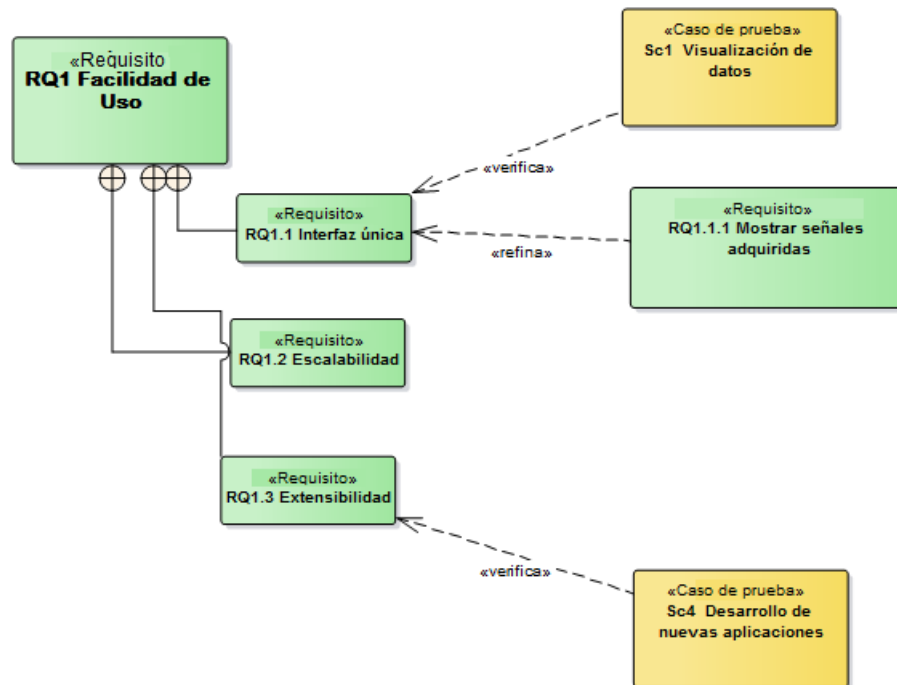 «Requisito
RQ1 Facilidad de
Uso
«Caso de prueba»
Sc1 Visualización de
datos
«verifica»
«Requisito»
RQ1.1 Interfaz única
«refina»
«Requisito»
RQ1.1.1 Mostrar señales
adquiridas
«Requisito»
RQ1.2 Escalabilidad
«Requisito»
RQ1.3 Extensibilidad
«verifica»
«Caso de prueba»
Sc4 Desarrollo de
nuevas aplicaciones